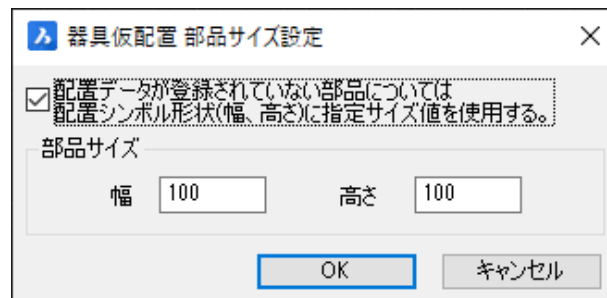 器具仮配置 部品サイズ設定
配置データが登録されていない部品については
配置シンボル形状(幅、高さ)に指定サイズ値を使用する。
部品サイズ
幅 100 高さ 100
OK キャンセル